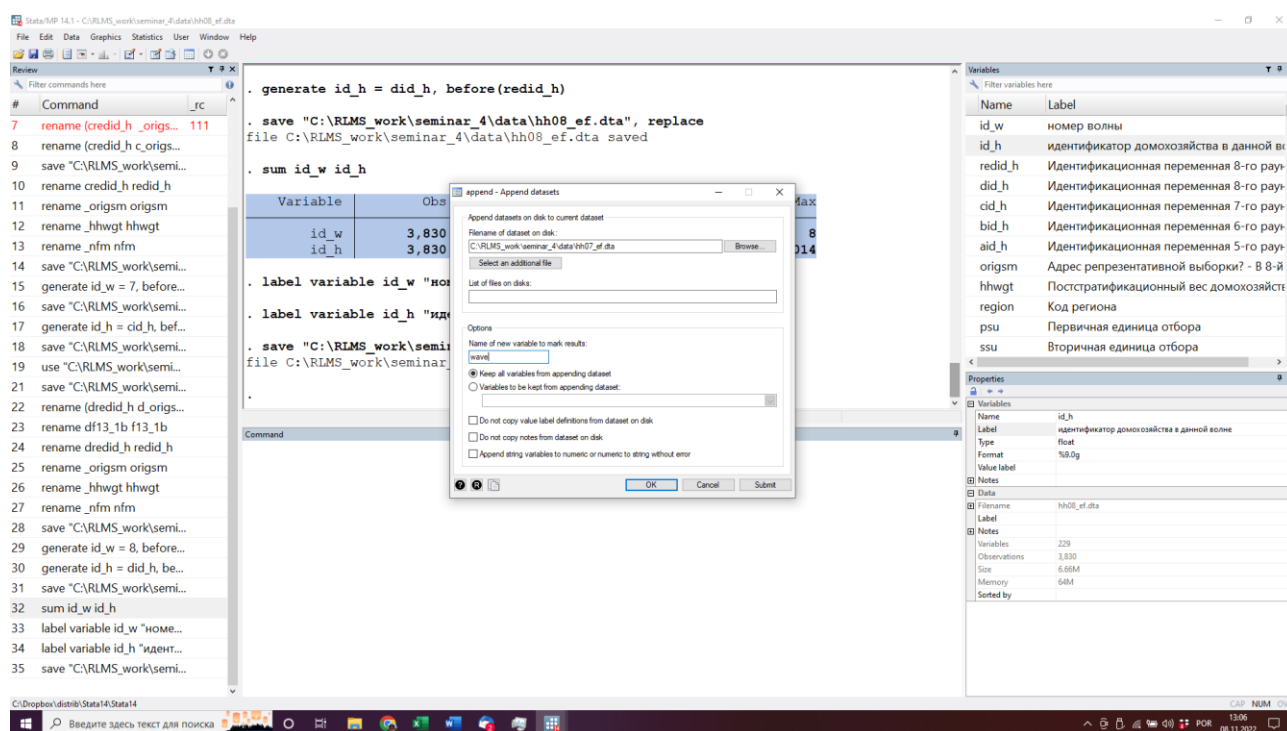 Stata/MP 14.1 - C:\RLMS_work\seminar_4\data\hh08_ef.dta
File Edit Data Graphics Statistics User Window Help
Review
Filter commands here
# Command _rc
7 rename (credid_h _origs... 111
8 rename (credid_h c_origs...
9 save "C:\RLMS_work\semi...
10 rename credid_h redid_h
11 rename _origsm origsm
12 rename _hhwgt hhwgt
13 rename _nfm nfm
14 save "C:\RLMS_work\semi...
15 generate id_w = 7, before...
16 save "C:\RLMS_work\semi...
17 generate id_h = cid_h, bef...
18 save "C:\RLMS_work\semi...
19 use "C:\RLMS_work\semi...
21 save "C:\RLMS_work\semi...
22 rename (dredid_h d_origs...
23 rename df13_1b f13_1b
24 rename dredid_h redid_h
25 rename _origsm origsm
26 rename _hhwgt hhwgt
27 rename _nfm nfm
28 save "C:\RLMS_work\semi...
29 generate id_w = 8, before...
30 generate id_h = did_h, be...
31 save "C:\RLMS_work\semi...
32 sum id_w id_h
33 label variable id_w "номе...
34 label variable id_h "идент...
35 save "C:\RLMS_work\semi...
. generate id_h = did_h, before(redid_h)
. save "C:\RLMS_work\seminar_4\data\hh08_ef.dta", replace
file C:\RLMS_work\seminar_4\data\hh08_ef.dta saved
. sum id_w id_h
Variable Obs Max
id_w 3,830 8
id_h 3,830 014
. label variable id_w "но
. label variable id_h "ид
. save "C:\RLMS_work\semi
file C:\RLMS_work\seminar
.
Command
append - Append datasets
Append datasets on disk to current dataset
Filename of dataset on disk:
C:\RLMS_work\seminar_4\data\hh07_ef.dta Browse...
Select an additional file
List of files on disks:
Options
Name of new variable to mark results:
wave
Keep all variables from appending dataset
Variables to be kept from appending dataset:
Do not copy value label definitions from dataset on disk
Do not copy notes from dataset on disk
Append string variables to numeric or numeric to string without error
OK Cancel Submit
Variables
Filter variables here
Name Label
id_w номер волны
id_h идентификатор домохозяйства в данной во
redid_h Идентификационная переменная 8-го раун
did_h Идентификационная переменная 8-го раун
cid_h Идентификационная переменная 7-го раун
bid_h Идентификационная переменная 6-го раун
aid_h Идентификационная переменная 5-го раун
origsm Адрес репрезентативной выборки? - В 8-й
hhwgt Постстратификационный вес домохозяйств
region Код региона
psu Первичная единица отбора
ssu Вторичная единица отбора
Properties
Variables
Name id_h
Label идентификатор домохозяйства в данной волне
Type float
Format %9.0g
Value label
Notes
Data
Filename hh08_ef.dta
Label
Notes
Variables 229
Observations 3,830
Size 6.66M
Memory 64M
Sorted by
C:\Dropbox\distrib\Stata14\Stata14
CAP NUM OV
Введите здесь текст для поиска
POR
13:06
08.11.2022